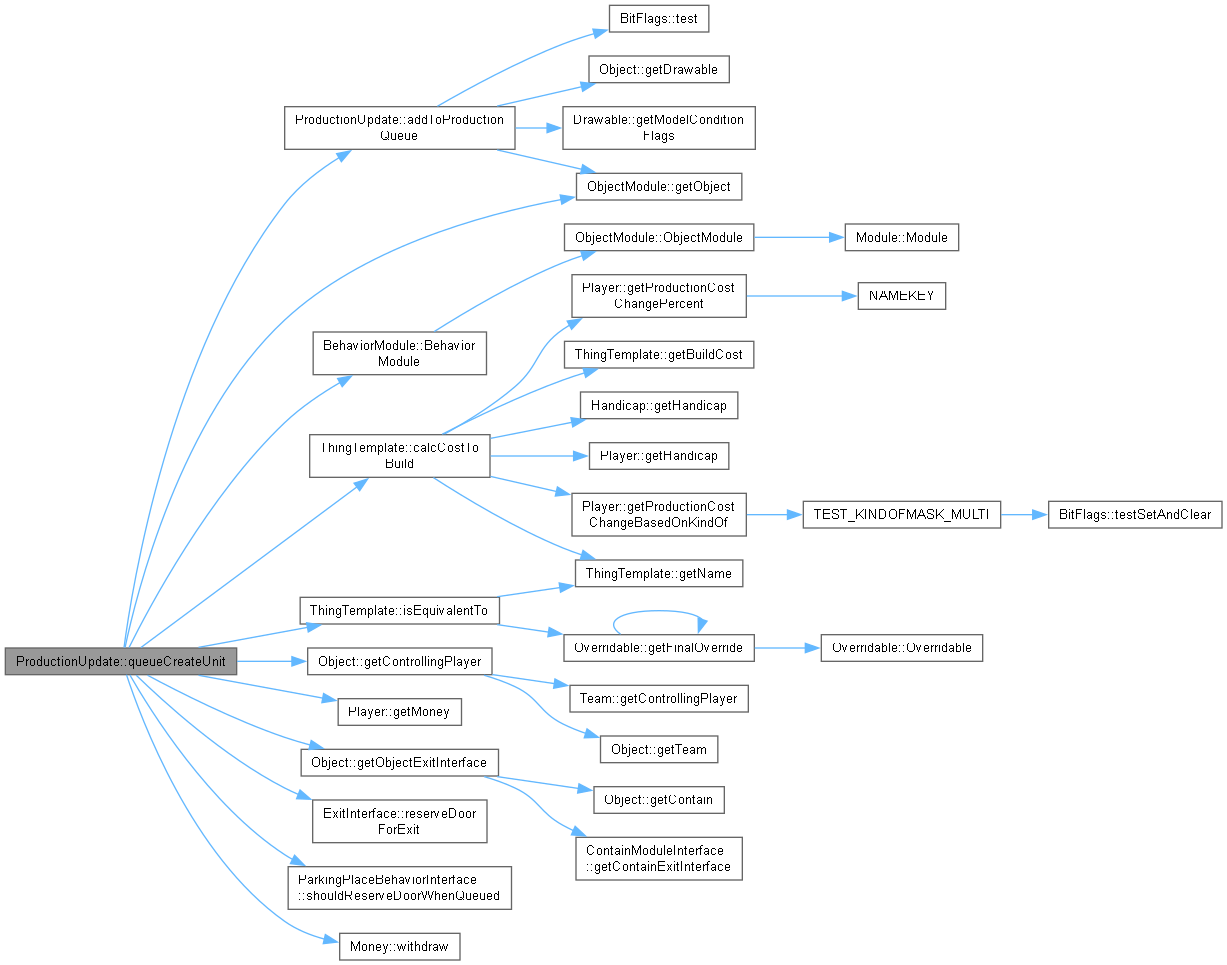 BitFlags::test
Object::getDrawable
ProductionUpdate::addToProduction
Queue
Drawable::getModelCondition
Flags
ObjectModule::getObject
ObjectModule::ObjectModule
Module::Module
Player::getProductionCost
ChangePercent
NAMEKEY
BehaviorModule::Behavior
Module
ThingTemplate::getBuildCost
Handicap::getHandicap
ThingTemplate::calcCostTo
Build
Player::getHandicap
Player::getProductionCost
ChangeBasedOnKindOf
TEST_KINDOFMASK_MULTI
BitFlags::testSetAndClear
ThingTemplate::getName
ThingTemplate::isEquivalentTo
Overridable::getFinalOverride
Overridable::Overridable
ProductionUpdate::queueCreateUnit
Object::getControllingPlayer
Team::getControllingPlayer
Player::getMoney
Object::getTeam
Object::getObjectExitInterface
Object::getContain
ExitInterface::reserveDoor
ForExit
ContainModuleInterface
::getContainExitInterface
ParkingPlaceBehaviorInterface
::shouldReserveDoorWhenQueued
Money::withdraw